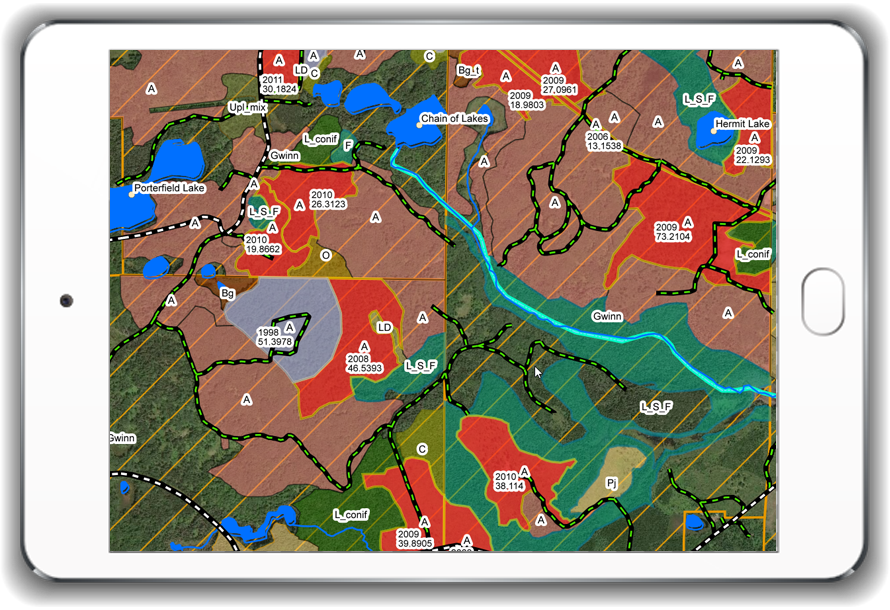 A
A
A
C
A
2011
30.1824
LD
C
A
Bg_t
A
A
2009
27.0961
2009
18.9803
A
L_S_F
Upl_mix
Chain of Lakes
A
A
A
2006
13.1538
Hermit Lake
A
2009
22.1293
L_conif
F
Gwinn
A
Porterfield Lake
A
2010
26.3123
A
A
L_S_F
A
A
2010
19.8662
A
A
2009
73.2104
O
L_conif
Bg
A
A
1998
51.3978
LD
A
Gwinn
A
A
2008
46.5393
L_S_F
A
L_S_F
Gwinn
C
A
2010
38,114
Pj
L_conif
A
A
2009
39.8905
A